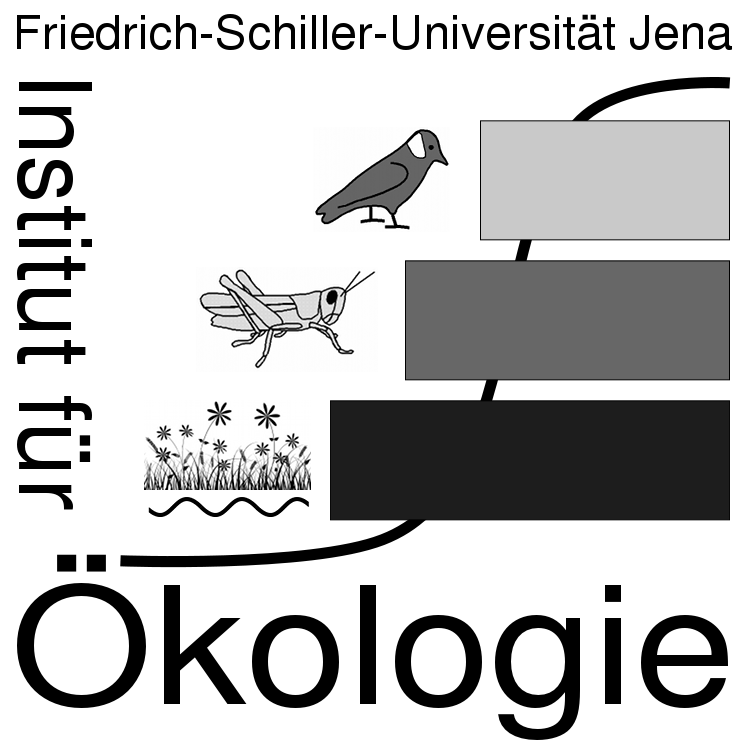 Friedrich-Schiller-Universität Jena
Institut für
Ökologie